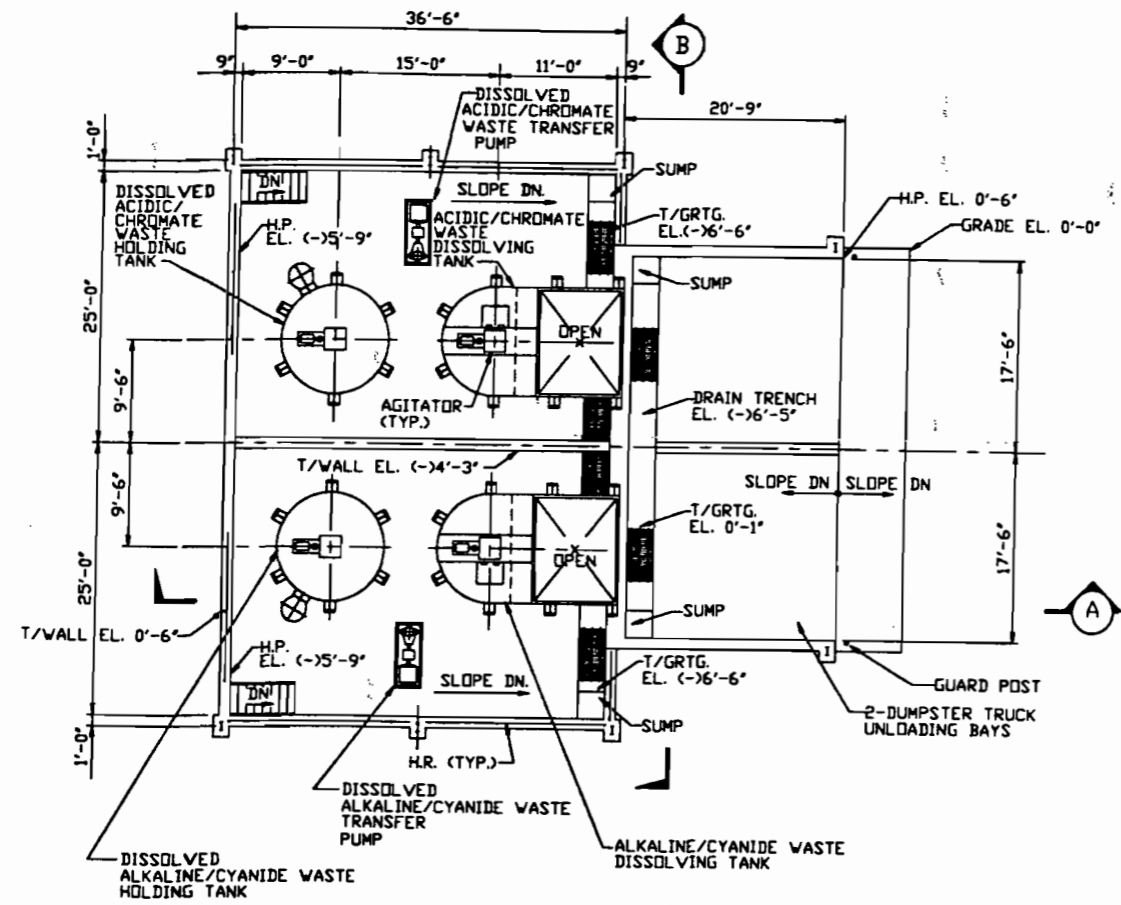 36'-6"
B
9"
9'-0"
15'-0"
11'-0"
9"
DISSOLVED
ACIDIC/CHROMATE
WASTE TRANSFER
PUMP
20'-9"
1'-0"
SUMP
DN
SLOPE DN.
H.P. EL. 0'-6"
DISSOLVED
ACIDIC/
CHROMATE
WASTE
HOLDING
TANK
H.P.
EL. (-)5'-9"
ACIDIC/CHROMATE
WASTE
DISSOLVING
TANK
T/GRTG.
EL.(-)6'-6"
GRADE EL. 0'-0"
SUMP
25'-0"
OPEN
17'-6"
9'-6"
AGITATOR
(TYP.)
DRAIN TRENCH
EL. (-)6'-5"
T/WALL EL. (-)4'-3"
SLOPE DN
SLOPE DN
9'-6"
T/GRTG.
EL. 0'-1"
OPEN
17'-6"
25'-0"
SUMP
A
T/WALL EL. 0'-6"
H.P.
EL. (-)5'-9"
T/GRTG.
EL. (-)6'-6"
DN
SLOPE DN.
GUARD POST
SUMP
2-DUMPSTER TRUCK
UNLOADING BAYS
1'-0"
H.R. (TYP.)
DISSOLVED
ALKALINE/CYANIDE WASTE
TRANSFER
PUMP
ALKALINE/CYANIDE WASTE
DISSOLVING TANK
DISSOLVED
ALKALINE/CYANIDE WASTE
HOLDING TANK